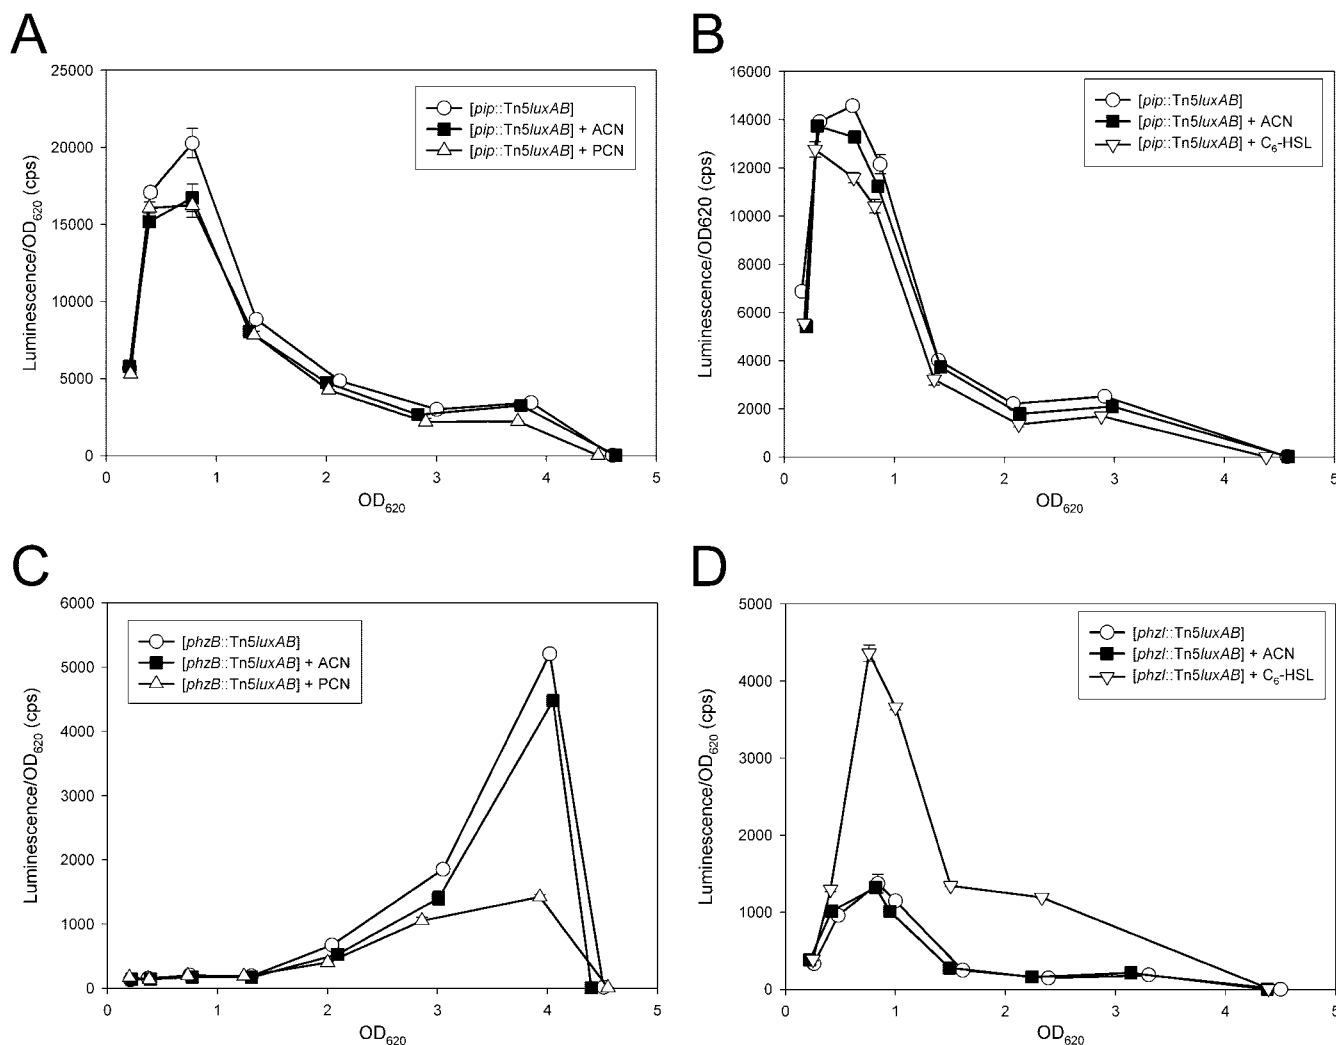 A
Luminescence/OD620 (cps)
25000
20000
15000
10000
5000
0
0 1 2 3 4 5
OD620
[pip::Tn5luxAB]
[pip::Tn5luxAB] + ACN
[pip::Tn5luxAB] + PCN
B
Luminescence/OD620 (cps)
16000
14000
12000
10000
8000
6000
4000
2000
0
0 1 2 3 4 5
OD620
[pip::Tn5luxAB]
[pip::Tn5luxAB] + ACN
[pip::Tn5luxAB] + C6-HSL
C
Luminescence/OD620 (cps)
6000
5000
4000
3000
2000
1000
0
0 1 2 3 4 5
OD620
[phzB::Tn5luxAB]
[phzB::Tn5luxAB] + ACN
[phzB::Tn5luxAB] + PCN
D
Luminescence/OD620 (cps)
5000
4000
3000
2000
1000
0
0 1 2 3 4 5
OD620
[phzI::Tn5luxAB]
[phzI::Tn5luxAB] + ACN
[phzI::Tn5luxAB] + C6-HSL